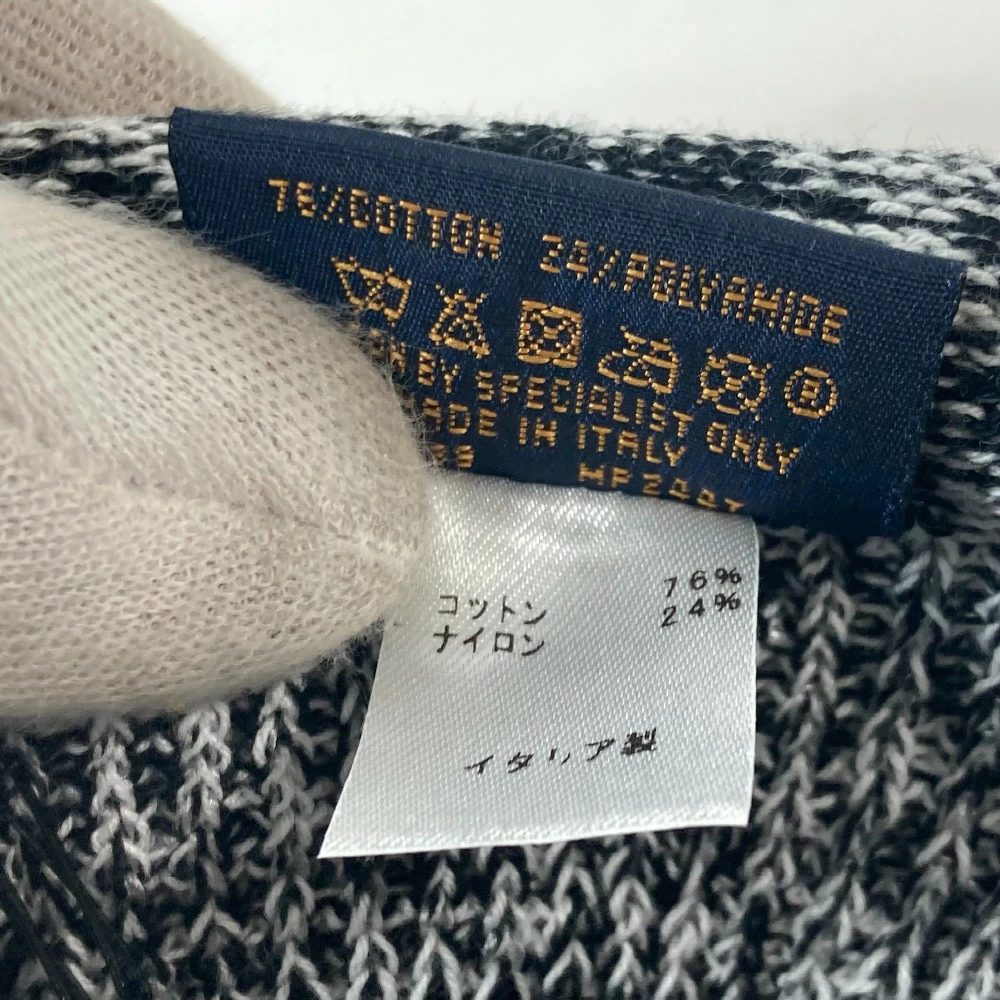 76%COTTON 24%POLYAMIDE
BY SPECIALIST ONLY
MADE IN ITALY
コットン 76%
ナイロン 24%
イタリア製